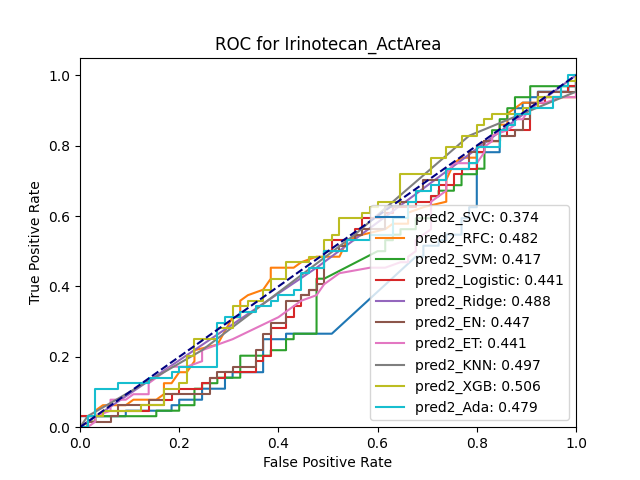 ROC for Irinotecan_ActArea
True Positive Rate
1.0
0.8
0.6
0.4
0.2
0.0
pred2_SVC: 0.374
pred2_RFC: 0.482
pred2_SVM: 0.417
pred2_Logistic: 0.441
pred2_Ridge: 0.488
pred2_EN: 0.447
pred2_ET: 0.441
pred2_KNN: 0.497
pred2_XGB: 0.506
pred2_Ada: 0.479
0.0 0.2 0.4 0.6 0.8 1.0
False Positive Rate